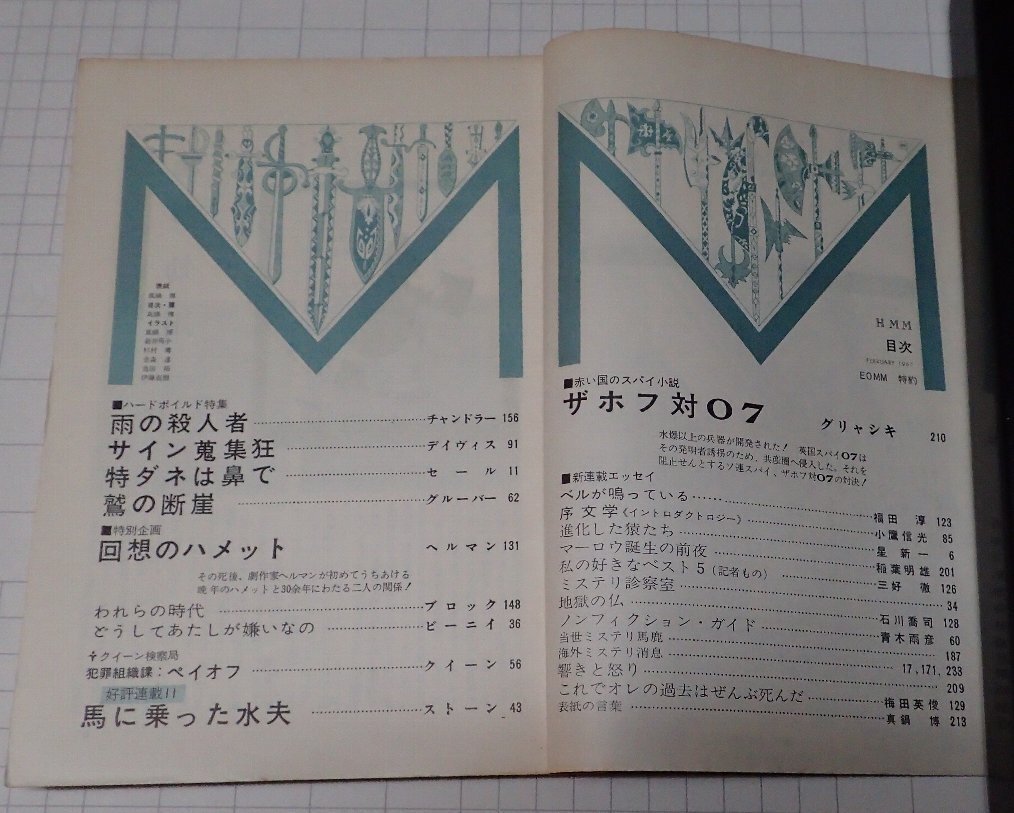 HMM
目次
FEBRUARY 1967
EQMM 特約
■赤い国のスパイ小説
ザホフ対07 グリャシキ 210
水爆以上の兵器が開発された! 英国スパイ07は
その発明者誘拐のため、共産圏へ侵入した。それを
阻止せんとするソ連スパイ、ザホフ対07の対決!
■新連載エッセイ
ベルが鳴っている……福田 淳 123
序文学〈イントロダクトロジー〉……小鷹信光 85
進化した猿たち……星 新一 6
マーロウ誕生の前夜……稲葉明雄 201
私の好きなベスト5(記者もの)……三好 徹 126
ミステリ診察室……34
地獄の仏……石川喬司 128
ノンフィクション・ガイド……青木雨彦 60
当世ミステリ馬鹿……187
海外ミステリ消息……17,171,233
響きと怒り……209
これでオレの過去はぜんぶ死んだ……梅田英俊 129
表紙の言葉……真鍋 博 213
表紙
目次・扉
イラスト
■ハードボイルド特集
雨の殺人者……チャンドラー 156
サイン蒐集狂……デイヴィス 91
特ダネは鼻で……セール 11
鷲の断崖……グルーバー 62
■特別企画
回想のハメット ヘルマン 131
その死後、劇作家ヘルマンが初めてうちあける
晩年のハメットと30余年にわたる二人の関係!
われらの時代……ブロック 148
どうしてあたしが嫌いなの……ビーニイ 36
クイーン検察局
犯罪組織課:ペイオフ……クイーン 56
好評連載II
馬に乗った水夫……ストーン 43